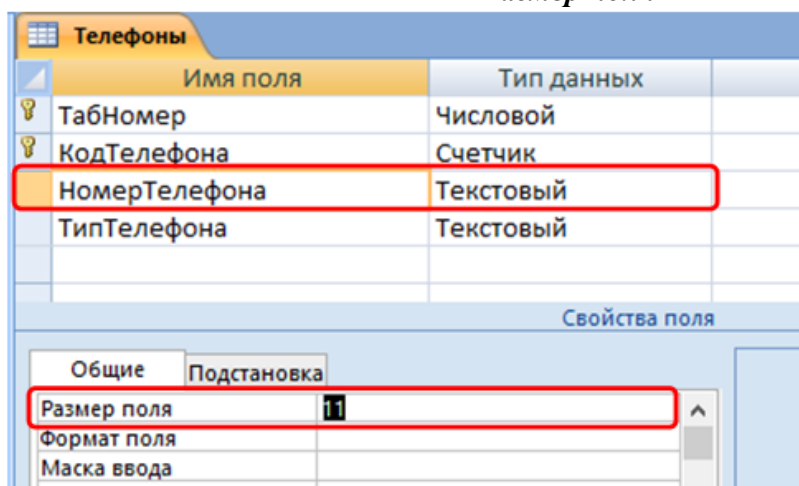 Телефоны
Имя поля Тип данных
ТабНомер Числовой
КодТелефона Счетчик
НомерТелефона Текстовый
ТипТелефона Текстовый
Свойства поля
Общие Подстановка
Размер поля 11
Формат поля
Маска ввода